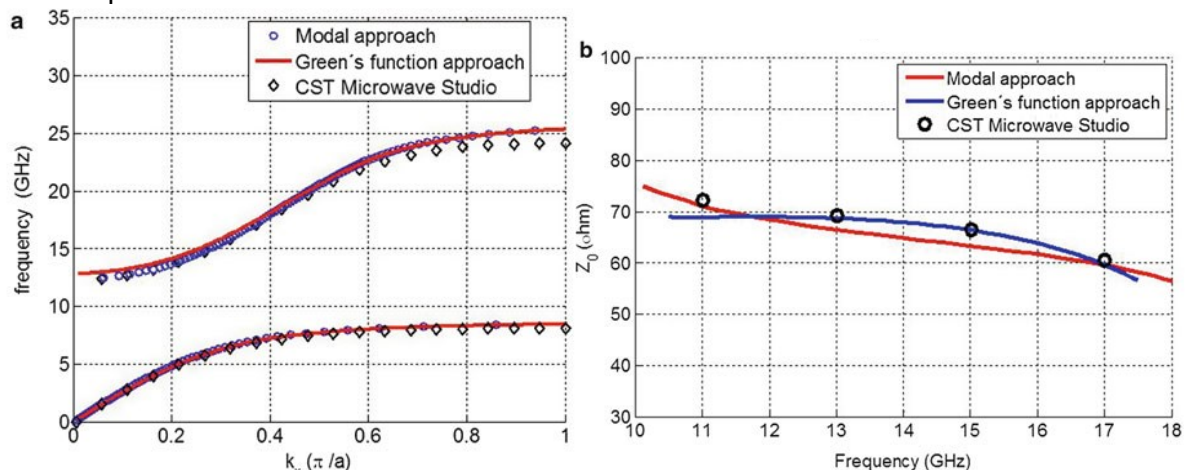 a
35
30
25
20
15
10
5
0
frequency (GHz)
Modal approach
Green´s function approach
CST Microwave Studio
0 0.2 0.4 0.6 0.8 1
(π /a)
b
100
90
80
70
60
50
40
30
Z0 (ohm)
Modal approach
Green´s function approach
CST Microwave Studio
10 11 12 13 14 15 16 17 18
Frequency (GHz)